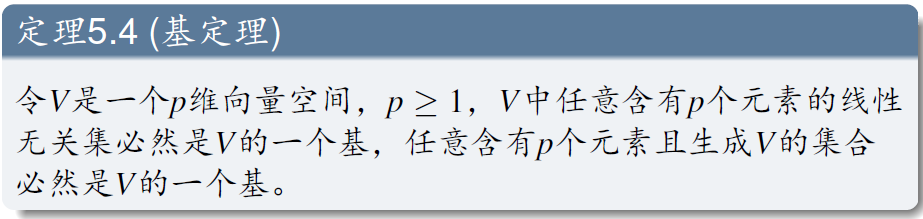 定理5.4 (基定理)
令V是一个p维向量空间，p ≥ 1，V中任意含有p个元素的线性
无关集必然是V的一个基，任意含有p个元素且生成V的集合
必然是V的一个基。